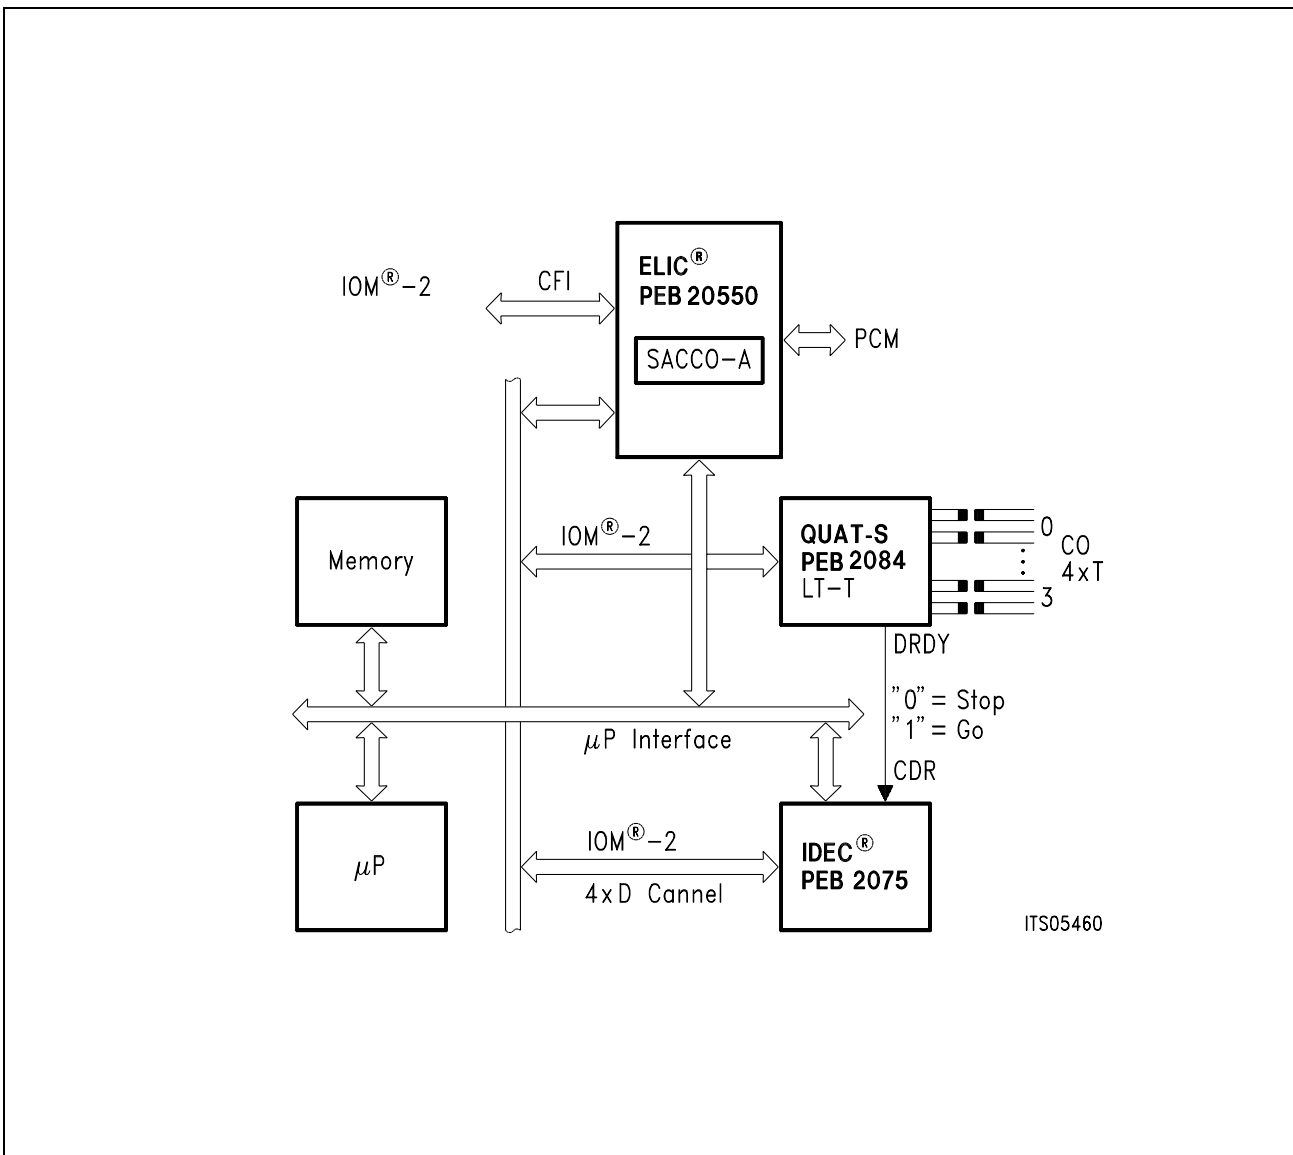 ELIC®
PEB 20550
IOM®-2
CFI
SACCO-A
PCM
Memory
IOM®-2
QUAT-S
PEB 2084
LT-T
0
CO
4xT
3
DRDY
"0"= Stop
"1"= Go
μP Interface
CDR
μP
IOM®-2
4xD Cannel
IDEC®
PEB 2075
ITS05460